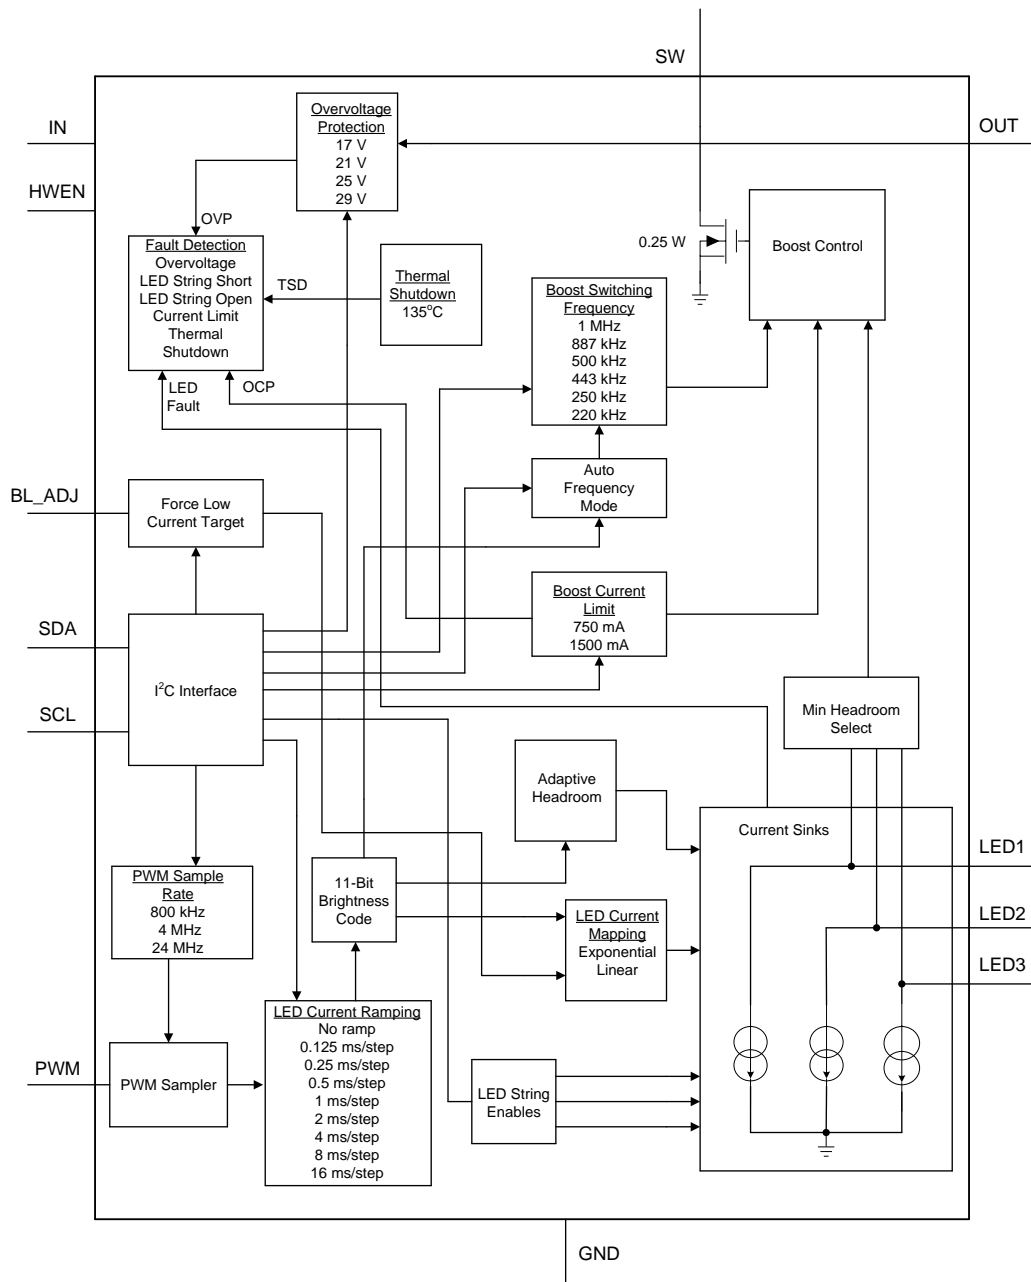 SW
IN
HWEN
OUT
Overvoltage
Protection
17 V
21 V
25 V
29 V
OVP
Fault Detection
Overvoltage
LED String Short
LED String Open
Current Limit
Thermal
Shutdown
TSD
Thermal
Shutdown
135°C
0.25 W
Boost Control
Boost Switching
Frequency
1 MHz
887 kHz
500 kHz
443 kHz
250 kHz
220 kHz
LED
Fault
OCP
BL_ADJ
Force Low
Current Target
Auto
Frequency
Mode
SDA
SCL
I²C Interface
Boost Current
Limit
750 mA
1500 mA
Min Headroom
Select
Adaptive
Headroom
Current Sinks
LED1
LED2
LED3
PWM Sample
Rate
800 kHz
4 MHz
24 MHz
11-Bit
Brightness
Code
LED Current
Mapping
Exponential
Linear
PWM
PWM Sampler
LED Current Ramping
No ramp
0.125 ms/step
0.25 ms/step
0.5 ms/step
1 ms/step
2 ms/step
4 ms/step
8 ms/step
16 ms/step
LED String
Enables
GND